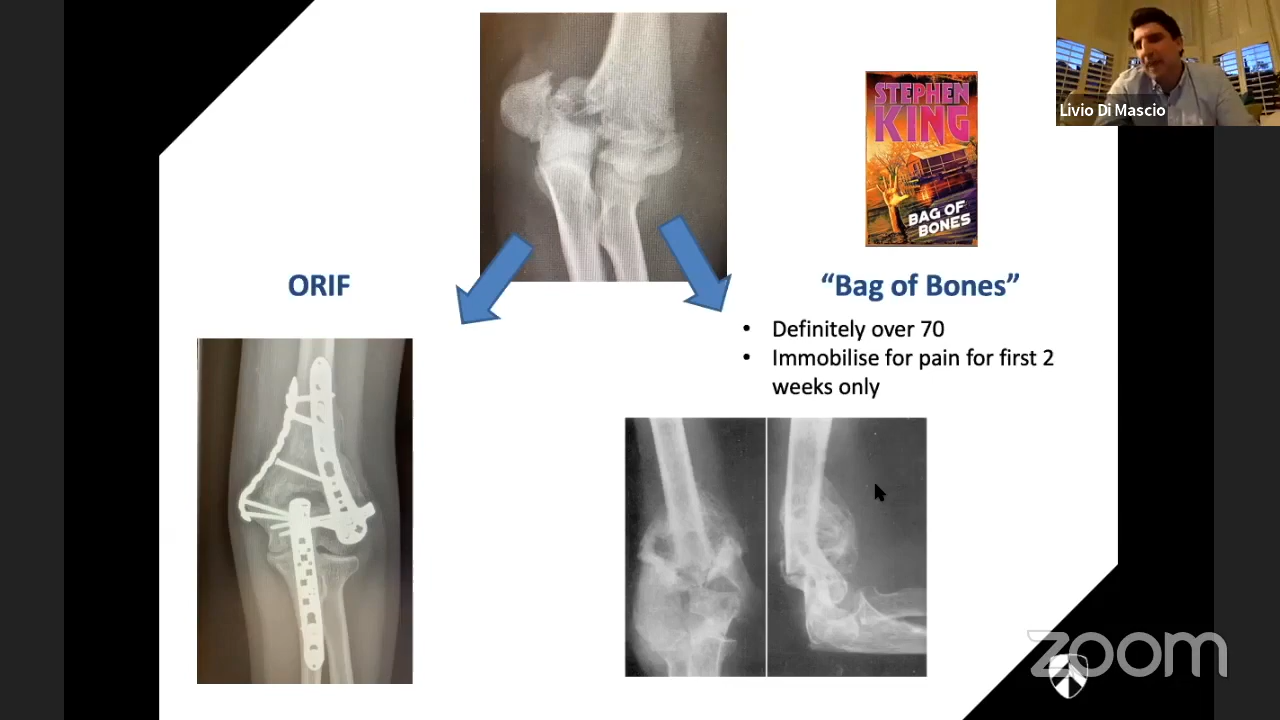 STEPHEN
KING
BAG OF
BONES
Livio Di Mascio
ORIF
“Bag of Bones”
• Definitely over 70
• Immobilise for pain for first 2
weeks only
zoom